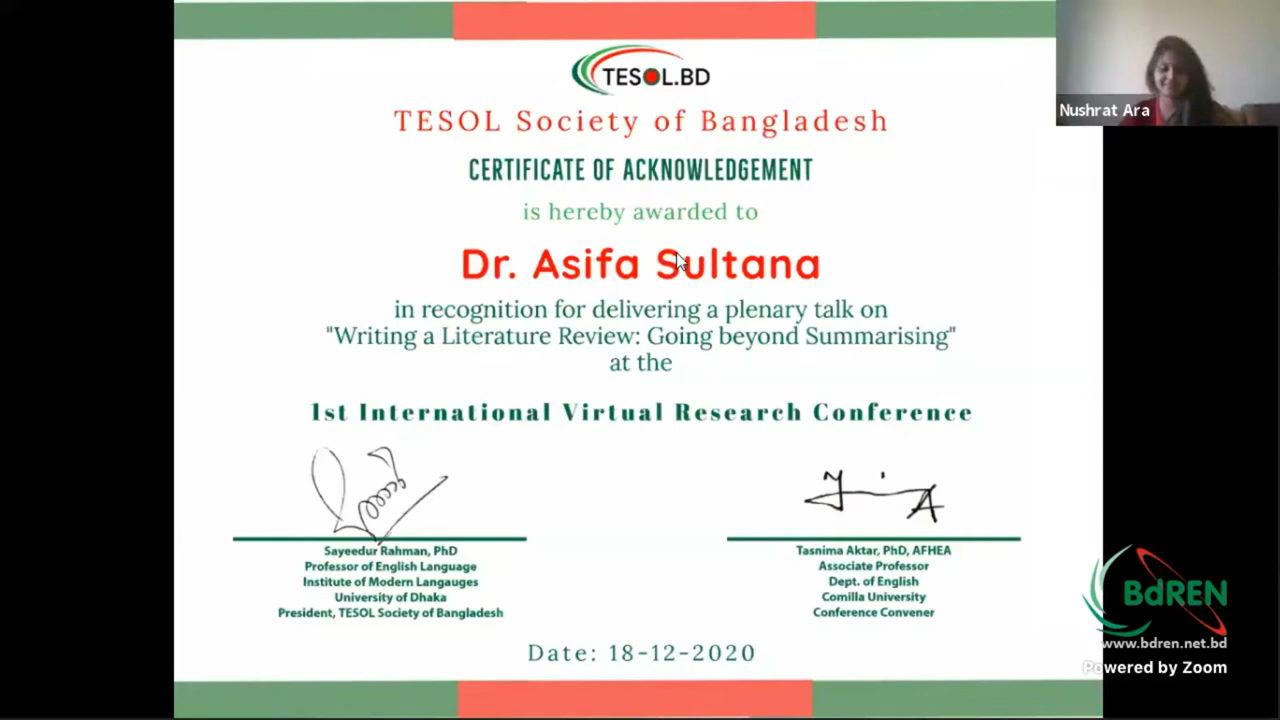 TESOL.BD
TESOL Society of Bangladesh
CERTIFICATE OF ACKNOWLEDGEMENT
is hereby awarded to
Dr. Asifa Sultana
in recognition for delivering a plenary talk on
"Writing a Literature Review: Going beyond Summarising"
at the
1st International Virtual Research Conference
Sayeedur Rahman, PhD
Professor of English Language
Institute of Modern Langauges
University of Dhaka
President, TESOL Society of Bangladesh
Tasnima Aktar, PhD, AFHEA
Associate Professor
Dept. of English
Comilla University
Conference Convener
Date: 18-12-2020
Nushrat Ara
BdREN
www.bdren.net.bd
Powered by Zoom